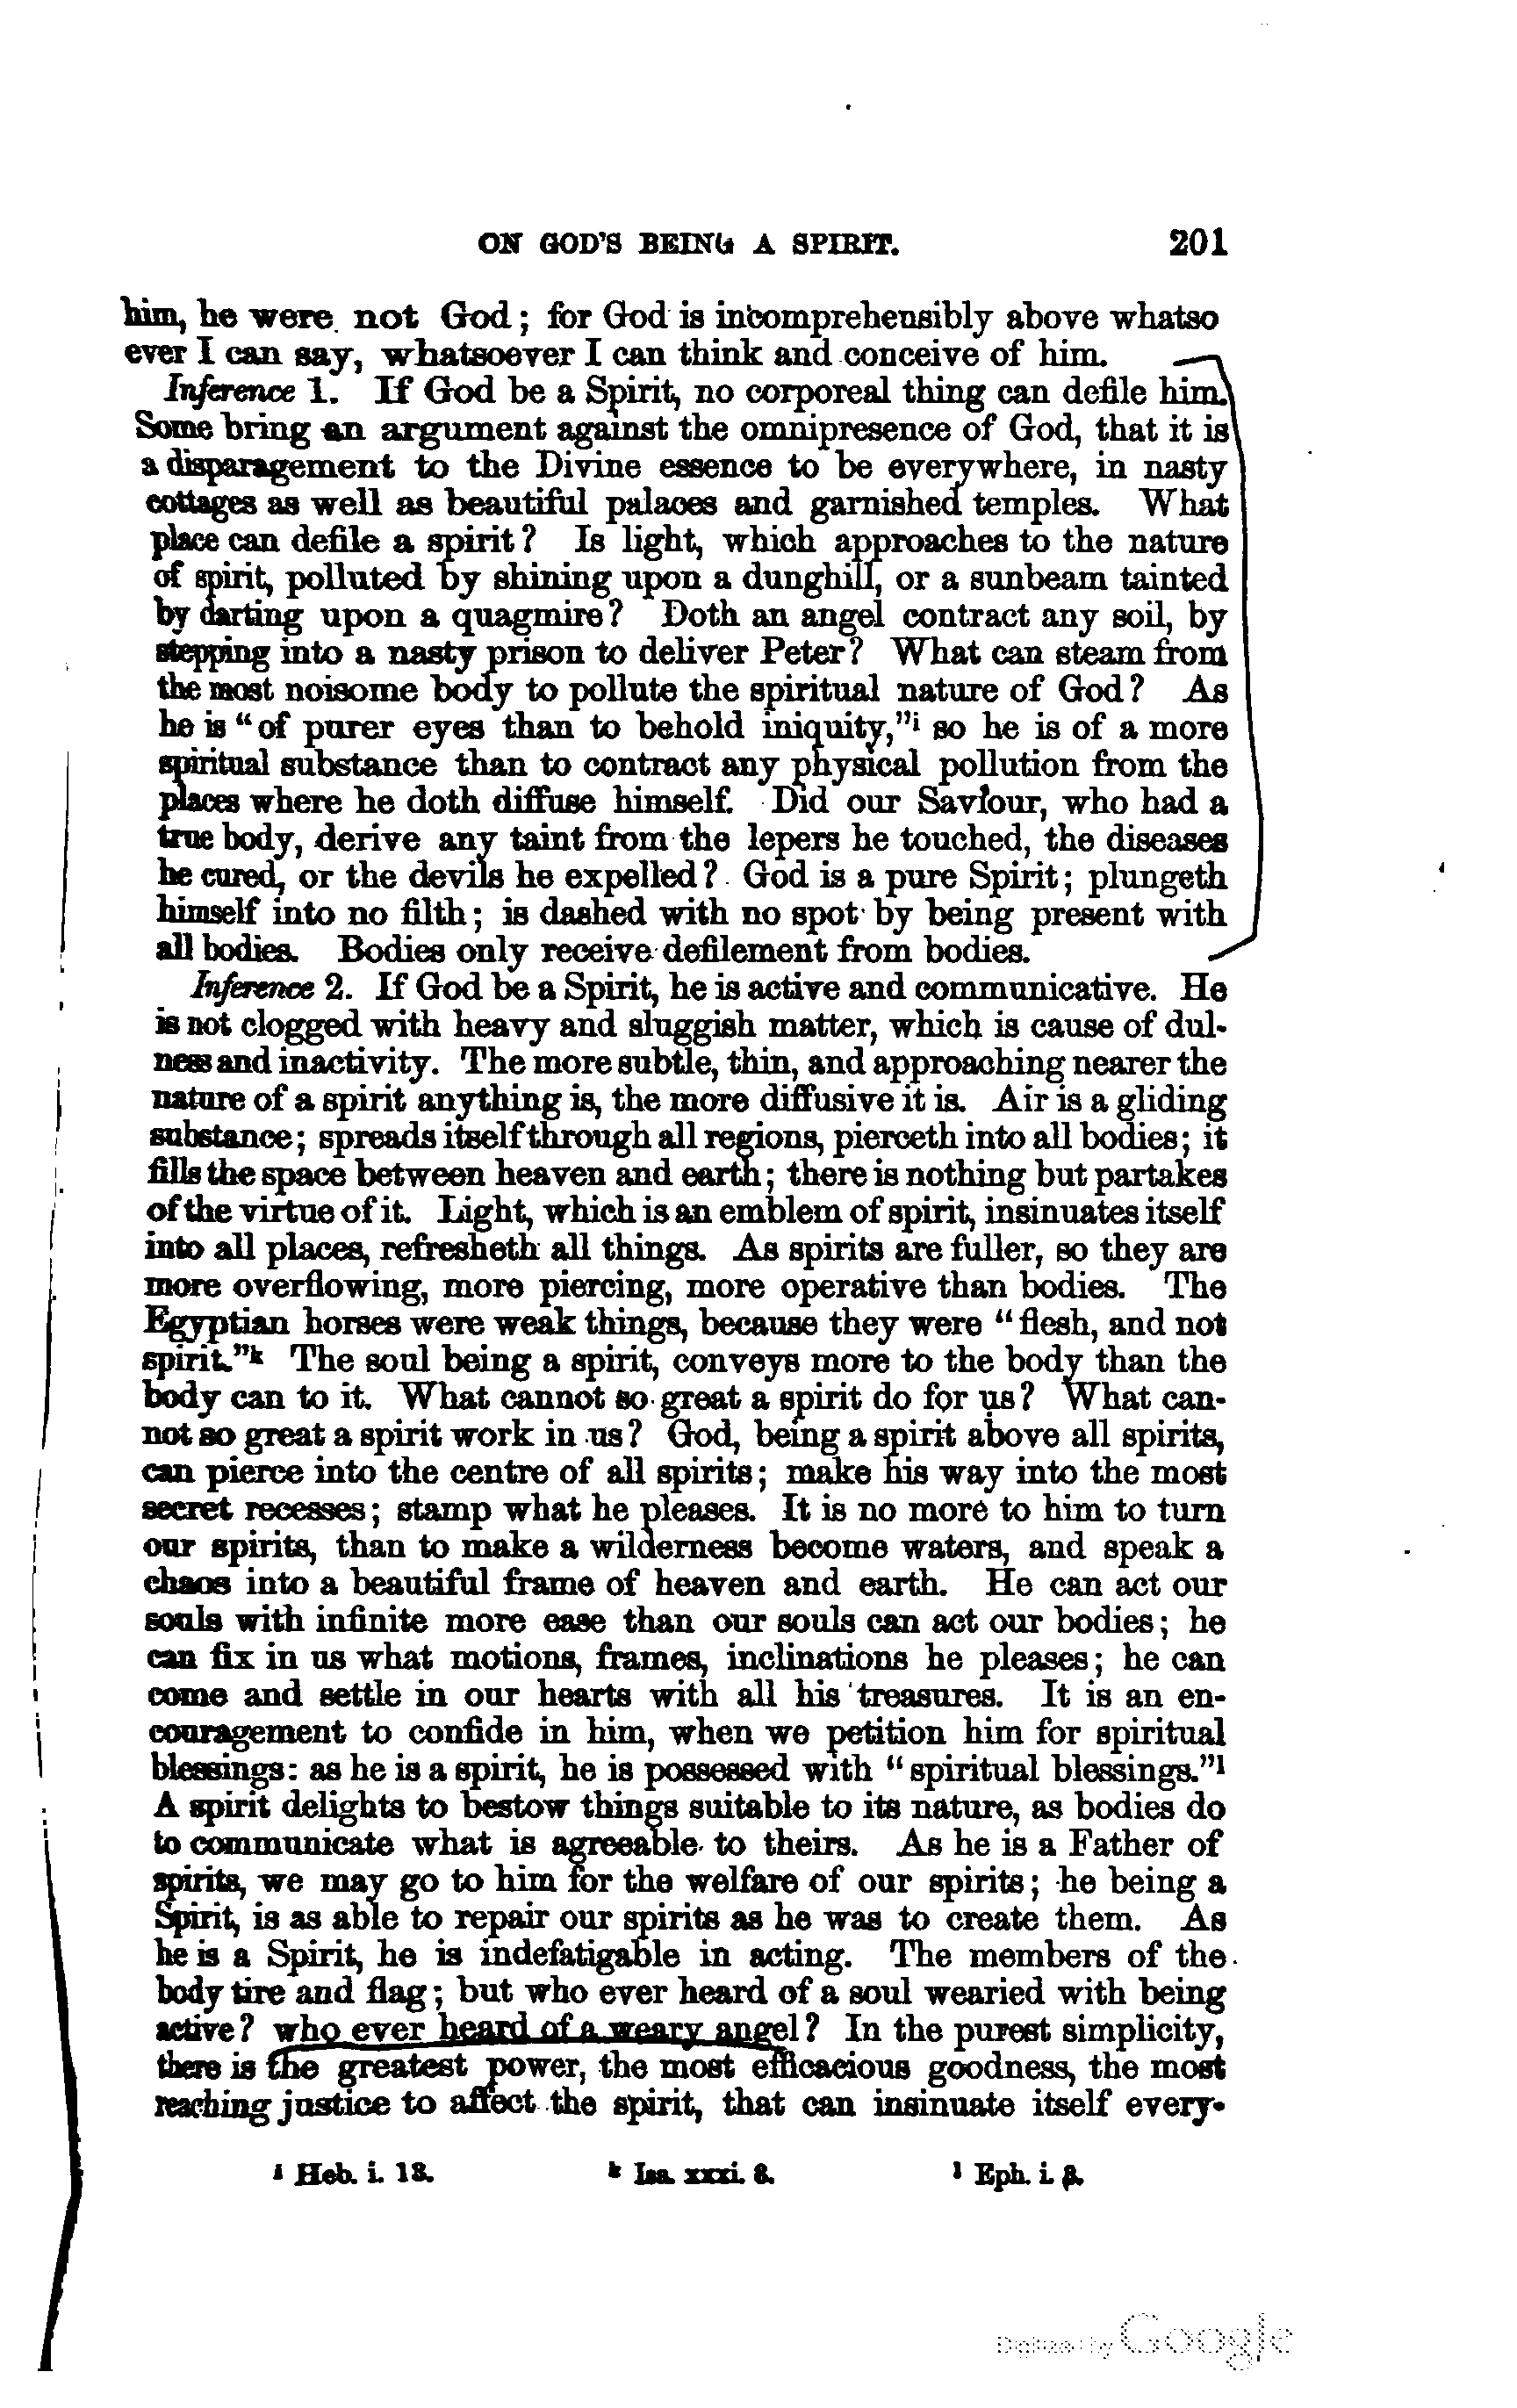 ON GOD'S BEING A SPIRIT. 201
him, he were not God; for God is incomprehensibly above whatso
ever I can say, whatsoever I can think and conceive of him.
Inference 1. If God be a Spirit, no corporeal thing can defile him.
Some bring an argument against the omnipresence of God, that it is
a disparagement to the Divine essence to be everywhere, in nasty
cottages as well as beautiful palaces and garnished temples. What
place can defile a spirit? Is light, which approaches to the nature
of spirit, polluted by shining upon a dunghill, or a sunbeam tainted
by darting upon a quagmire? Doth an angel contract any soil, by
stepping into a nasty prison to deliver Peter? What can steam from
the most noisome body to pollute the spiritual nature of God? As
he is "of purer eyes than to behold iniquity,"i so he is of a more
spiritual substance than to contract any physical pollution from the
places where he doth diffuse himself. Did our Saviour, who had a
true body, derive any taint from the lepers he touched, the diseases
he cured, or the devils he expelled? God is a pure Spirit; plungeth
himself into no filth; is dashed with no spot by being present with
all bodies. Bodies only receive defilement from bodies.
Inference 2. If God be a Spirit, he is active and communicative. He
is not clogged with heavy and sluggish matter, which is cause of dul-
ness and inactivity. The more subtle, thin, and approaching nearer the
nature of a spirit anything is, the more diffusive it is. Air is a gliding
substance; spreads itself through all regions, pierceth into all bodies; it
fills the space between heaven and earth; there is nothing but partakes
of the virtue of it. Light, which is an emblem of spirit, insinuates itself
into all places, refresheth all things. As spirits are fuller, so they are
more overflowing, more piercing, more operative than bodies. The
Egyptian horses were weak things, because they were "flesh, and not
spirit."k The soul being a spirit, conveys more to the body than the
body can to it. What cannot so great a spirit do for us? What can-
not so great a spirit work in us? God, being a spirit above all spirits,
can pierce into the centre of all spirits; make his way into the most
secret recesses; stamp what he pleases. It is no more to him to turn
our spirits, than to make a wilderness become waters, and speak a
chaos into a beautiful frame of heaven and earth. He can act our
souls with infinite more ease than our souls can act our bodies; he
can fix in us what motions, frames, inclinations he pleases; he can
come and settle in our hearts with all his treasures. It is an en-
couragement to confide in him, when we petition him for spiritual
blessings: as he is a spirit, he is possessed with "spiritual blessings."l
A spirit delights to bestow things suitable to its nature, as bodies do
to communicate what is agreeable to theirs. As he is a Father of
spirits, we may go to him for the welfare of our spirits; he being a
Spirit, is as able to repair our spirits as he was to create them. As
he is a Spirit, he is indefatigable in acting. The members of the
body tire and flag; but who ever heard of a soul wearied with being
active? who ever heard of a weary angel? In the purest simplicity,
there is the greatest power, the most efficacious goodness, the most
reaching justice to affect the spirit, that can insinuate itself every-
i Heb. i. 13. k Isa. xxxi. 3. l Eph. i. 3.
Digitized by Google